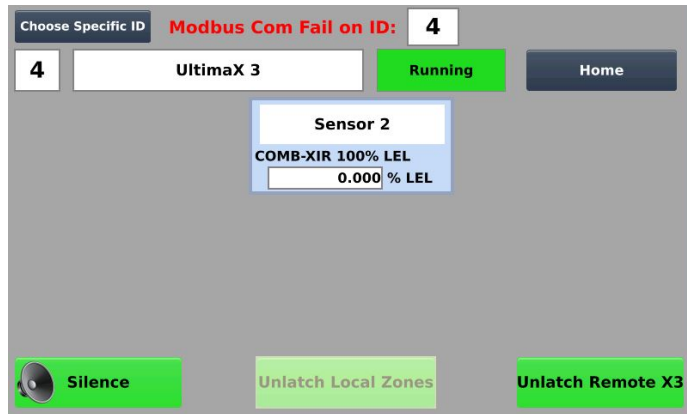 Choose Specific ID
Modbus Com Fail on ID: 4
4 UltimaX 3 Running Home
Sensor 2
COMB-XIR 100% LEL
0.000 % LEL
Silence Unlatch Local Zones Unlatch Remote X3